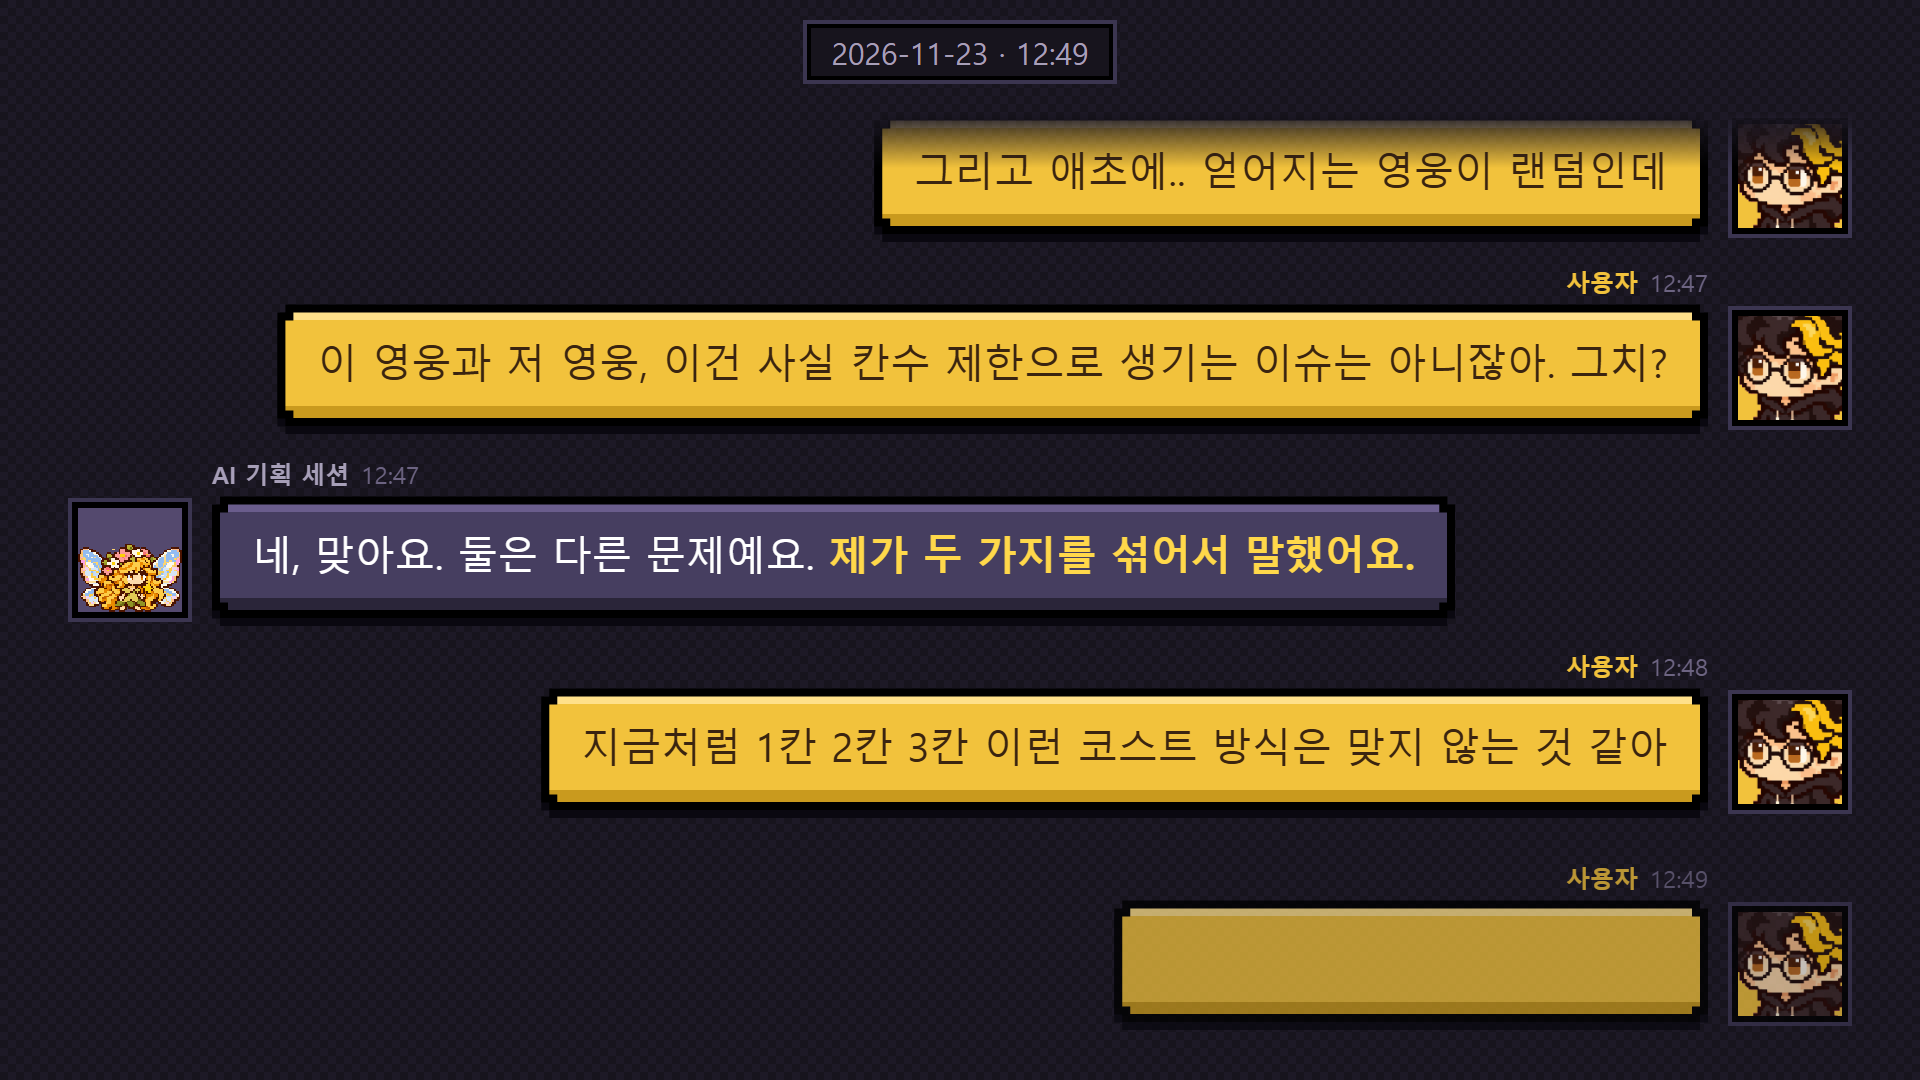 2026-11-23 · 12:49
그리고 애초에.. 얻어지는 영웅이 랜덤인데
사용자 12:47
이 영웅과 저 영웅, 이건 사실 칸수 제한으로 생기는 이슈는 아니잖아. 그치?
AI 기획 세션 12:47
네, 맞아요. 둘은 다른 문제예요. 제가 두 가지를 섞어서 말했어요.
사용자 12:48
지금처럼 1칸 2칸 3칸 이런 코스트 방식은 맞지 않는 것 같아
사용자 12:49